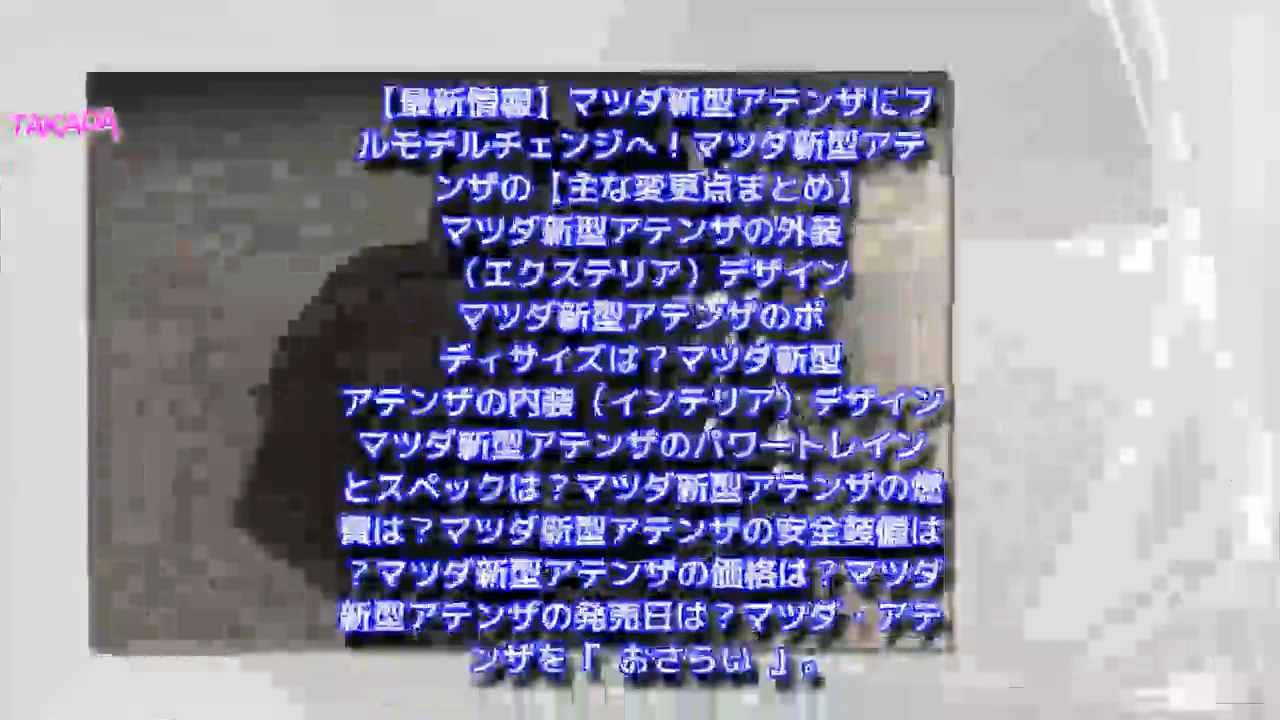 TAKADA
【最新情報】マツダ新型アテンザにフ
ルモデルチェンジへ！マツダ新型アテ
ンザの【主な変更点まとめ】
マツダ新型アテンザの外装
（エクステリア）デザイン
マツダ新型アテンザのボ
ディサイズは？マツダ新型
アテンザの内装（インテリア）デザイン
マツダ新型アテンザのパワートレイン
とスペックは？マツダ新型アテンザの燃
費は？マツダ新型アテンザの安全装備は
？マツダ新型アテンザの価格は？マツダ
新型アテンザの発売日は？マツダ・アテ
ンザを『 おさらい 』。